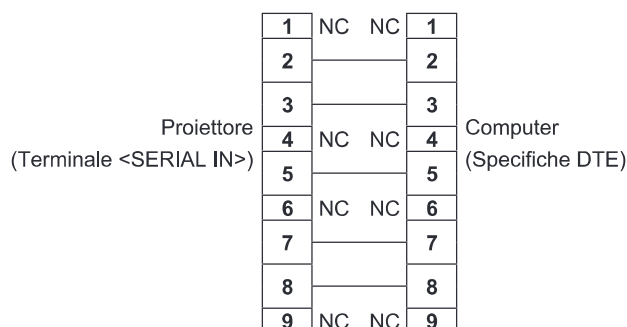 1 NC NC 1
2 2
3 3
Proiettore
(Terminale <SERIAL IN>)
4 NC NC 4
5 5
Computer
(Specifiche DTE)
6 NC NC 6
7 7
8 8
9 NC NC 9